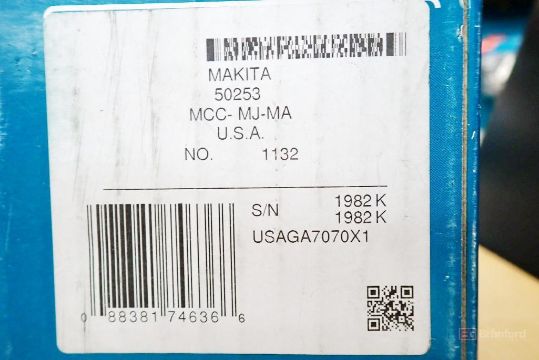 MAKITA
50253
MCC- MJ-MA
U.S.A.
NO. 1132
S/N 1982 K
1982 K
USAGA7070X1
0 88381 74636 6